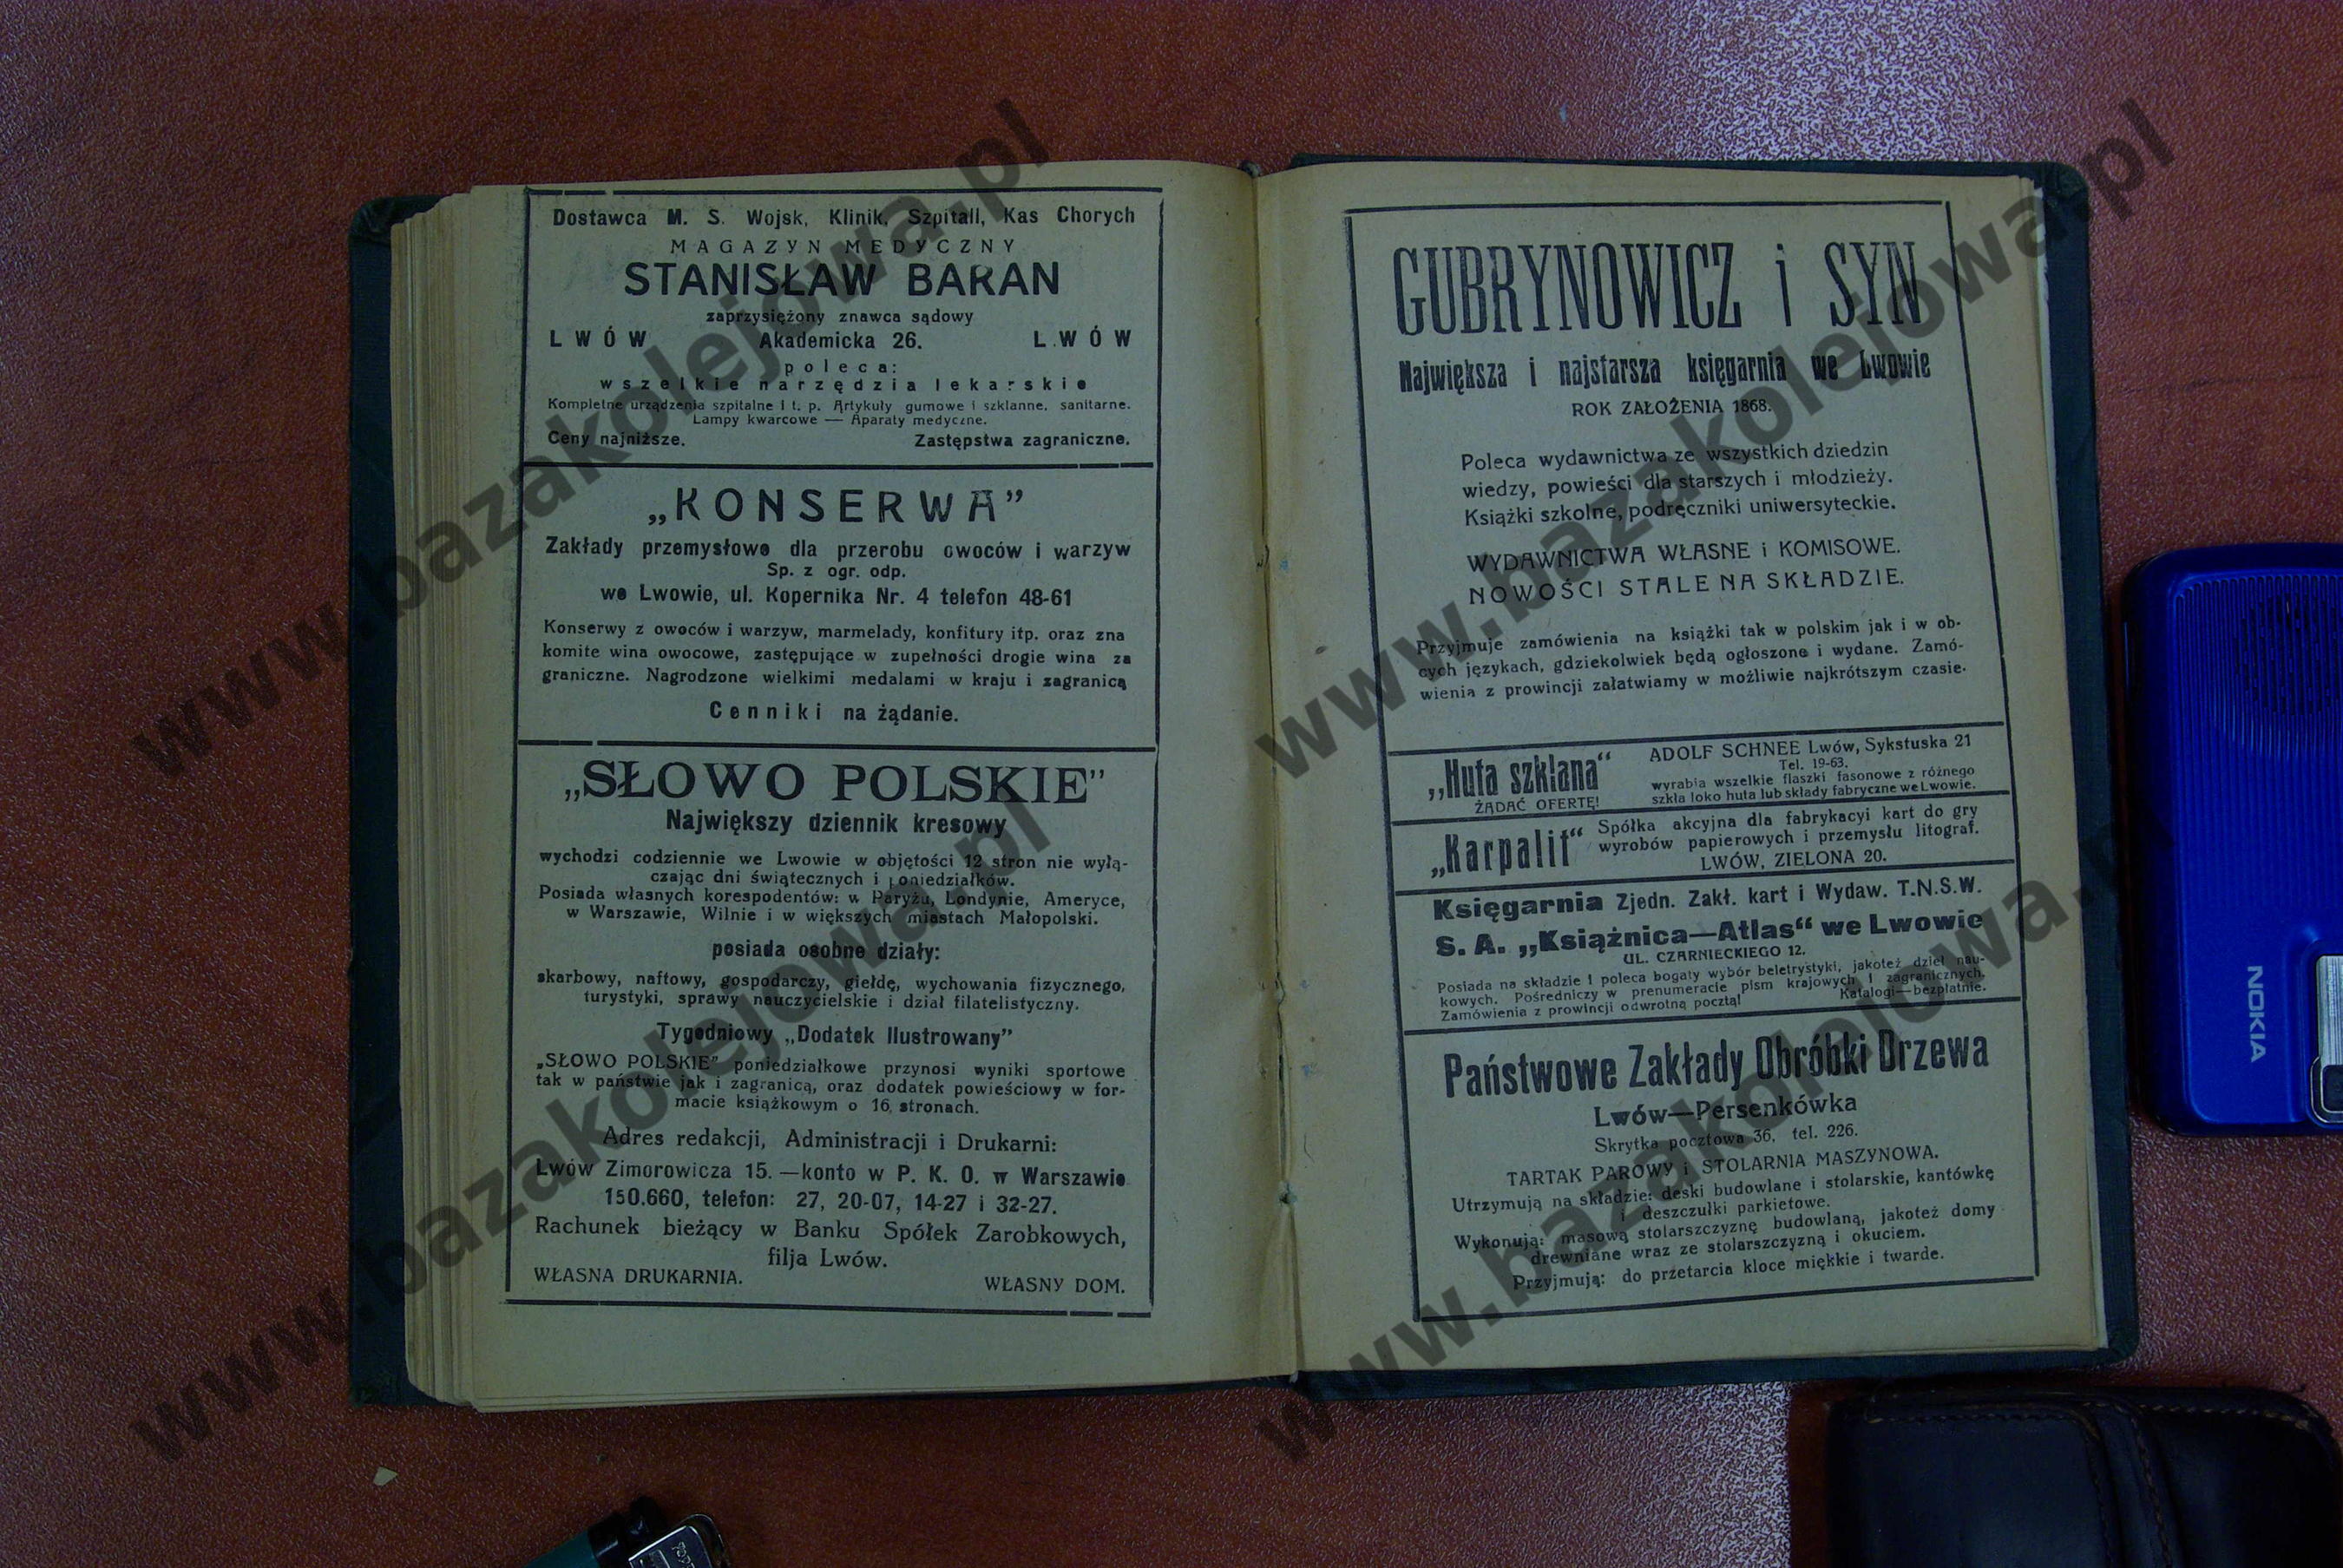 Dostawca M. S. Wojsk, Klinik, Szpitali, Kas Chorych
MAGAZYN MEDYCZNY
STANISŁAW BARAN
zaprzysiężony znawca sądowy
LWÓW Akademicka 26. LWÓW
poleca:
wszelkie narzędzia lekarskie
Kompletne urządzenia szpitalne i t. p. Artykuły gumowe i szklanne, sanitarne.
Lampy kwarcowe — Aparaty medyczne.
Ceny najniższe. Zastępstwa zagraniczne.
„KONSERWA”
Zakłady przemysłowe dla przerobu owoców i warzyw
Sp. z ogr. odp.
we Lwowie, ul. Kopernika Nr. 4 telefon 48-61
Konserwy z owoców i warzyw, marmelady, konfitury itp. oraz zna
komite wina owocowe, zastępujące w zupełności drogie wina za
graniczne. Nagrodzone wielkimi medalami w kraju i zagranicą
Cenniki na żądanie.
„SŁOWO POLSKIE”
Największy dziennik kresowy
wychodzi codziennie we Lwowie w objętości 12 stron nie wyłą-
czając dni świątecznych i poniedziałków.
Posiada własnych korespondentów: w Paryżu, Londynie, Ameryce,
w Warszawie, Wilnie i w większych miastach Małopolski.
posiada osobne działy:
skarbowy, naftowy, gospodarczy, giełdę, wychowania fizycznego,
turystyki, sprawy nauczycielskie i dział filatelistyczny.
Tygodniowy „Dodatek Ilustrowany”
„SŁOWO POLSKIE” poniedziałkowe przynosi wyniki sportowe
tak w państwie jak i zagranicą, oraz dodatek powieściowy w for-
macie książkowym o 16 stronach.
Adres redakcji, Administracji i Drukarni:
Lwów Zimorowicza 15. — konto w P. K. O. w Warszawie
150.660, telefon: 27, 20-07, 14-27 i 32-27.
Rachunek bieżący w Banku Spółek Zarobkowych,
filja Lwów.
WŁASNA DRUKARNIA. WŁASNY DOM.
GUBRYNOWICZ i SYN
Największa i najstarsza księgarnia we Lwowie
ROK ZAŁOŻENIA 1868.
Poleca wydawnictwa ze wszystkich dziedzin
wiedzy, powieści dla starszych i młodzieży.
Książki szkolne, podręczniki uniwersyteckie.
WYDAWNICTWA WŁASNE i KOMISOWE.
NOWOŚCI STALE NA SKŁADZIE.
Przyjmuje zamówienia na książki tak w polskim jak i w ob-
cych językach, gdziekolwiek będą ogłoszone i wydane. Zamó-
wienia z prowincji załatwiamy w możliwie najkrótszym czasie.
„Huta szklana“
ŻĄDAĆ OFERTĘ!
ADOLF SCHNEE Lwów, Sykstuska 21
Tel. 19-63.
wyrabia wszelkie flaszki fasonowe z różnego
szkła loko huta lub składy fabryczne we Lwowie.
„Karpalit“
Spółka akcyjna dla fabrykacyi kart do gry
wyrobów papierowych i przemysłu litograf.
LWÓW, ZIELONA 20.
Księgarnia Zjedn. Zakł. kart i Wydaw. T.N.S.W.
S. A. „Książnica—Atlas“ we Lwowie
UL. CZARNIECKIEGO 12.
Posiada na składzie i poleca bogaty wybór beletrystyki, jakoteż dzieł nau-
kowych. Pośredniczy w prenumeracie pism krajowych i zagranicznych.
Zamówienia z prowincji odwrotną pocztą! Katalogi—bezpłatnie.
Państwowe Zakłady Obróbki Drzewa
Lwów—Persenkówka
Skrytka pocztowa 36, tel. 226.
TARTAK PAROWY i STOLARNIA MASZYNOWA.
Utrzymują na składzie: deski budowlane i stolarskie, kantówkę
i deszczułki parkietowe.
Wykonują: masową stolarszczyznę budowlaną, jakoteż domy
drewniane wraz ze stolarszczyzną i okuciem.
Przyjmują: do przetarcia kloce miękkie i twarde.
NOKIA
www.bazakolejowa.pl
www.bazakolejowa.pl
www.bazakolejowa.pl
www.bazakolejowa.p